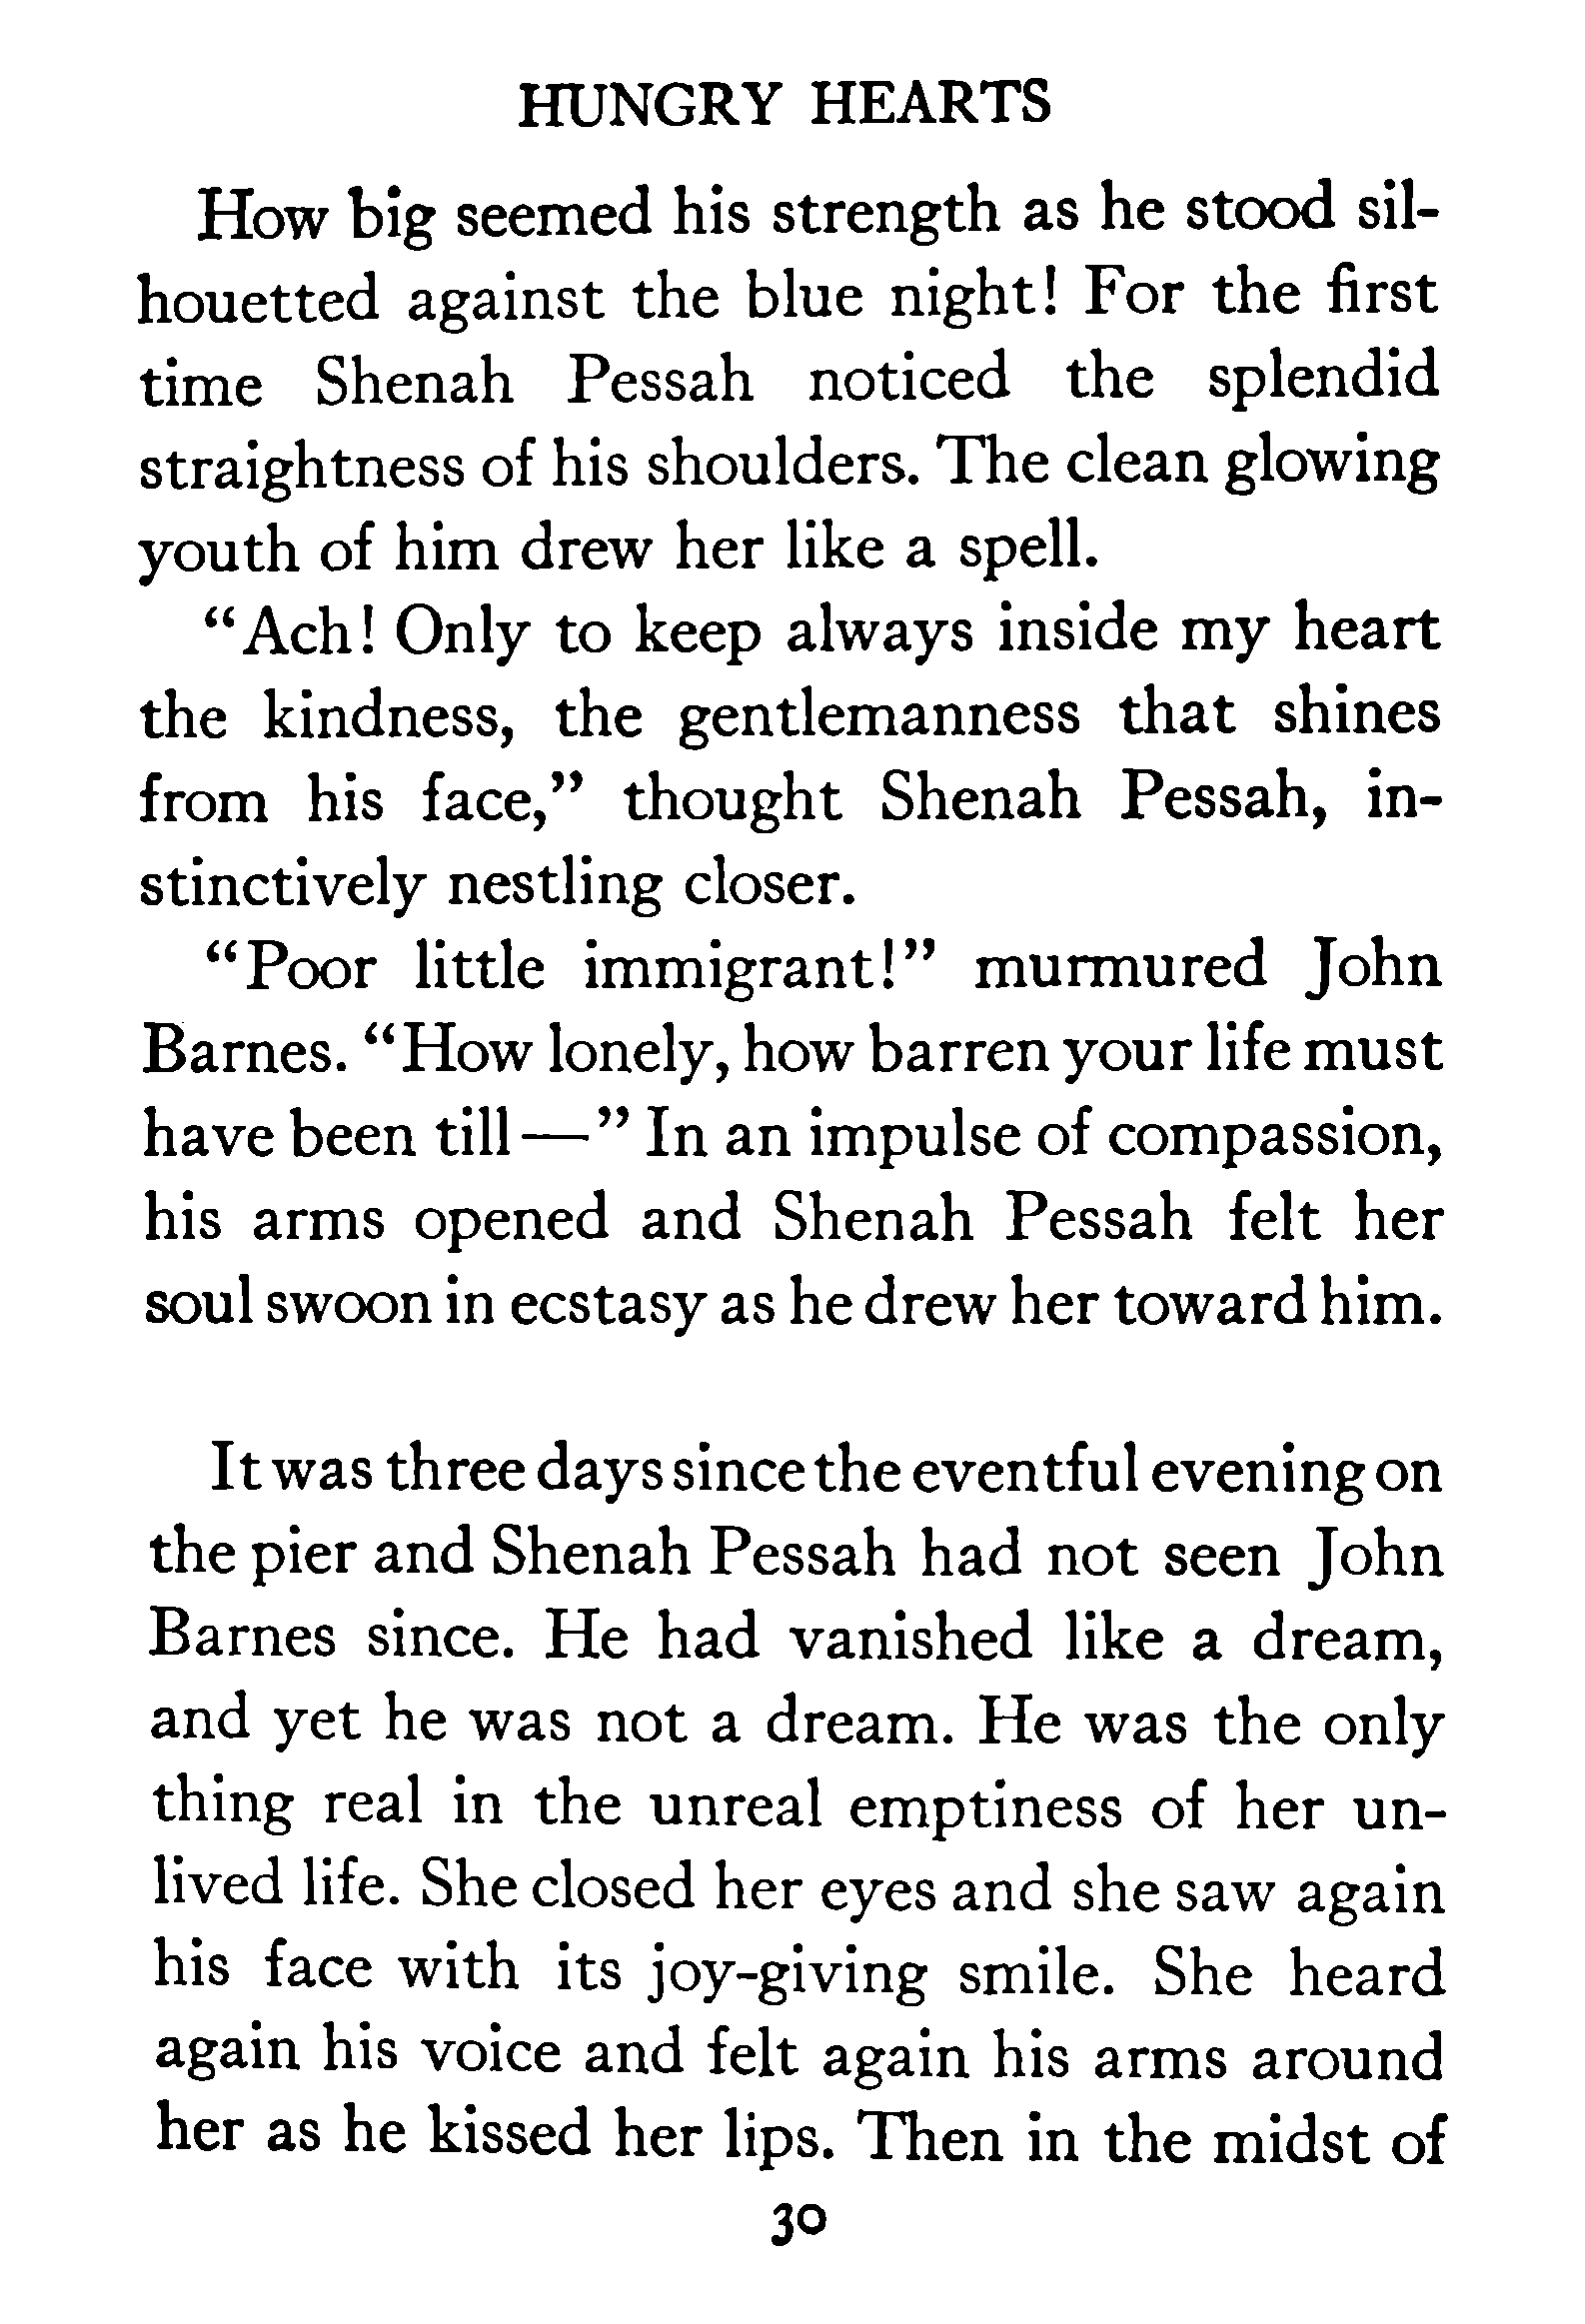 HUNGRY HEARTS
How big seemed his strength as he stood sil-
houetted against the blue night! For the first
time Shenah Pessah noticed the splendid
straightness of his shoulders. The clean glowing
youth of him drew her like a spell.
“Ach! Only to keep always inside my heart
the kindness, the gentlemanness that shines
from his face,” thought Shenah Pessah, in-
stinctively nestling closer.
“Poor little immigrant!” murmured John
Barnes. “How lonely, how barren your life must
have been till—” In an impulse of compassion,
his arms opened and Shenah Pessah felt her
soul swoon in ecstasy as he drew her toward him.
It was three days since the eventful evening on
the pier and Shenah Pessah had not seen John
Barnes since. He had vanished like a dream,
and yet he was not a dream. He was the only
thing real in the unreal emptiness of her un-
lived life. She closed her eyes and she saw again
his face with its joy-giving smile. She heard
again his voice and felt again his arms around
her as he kissed her lips. Then in the midst of
30